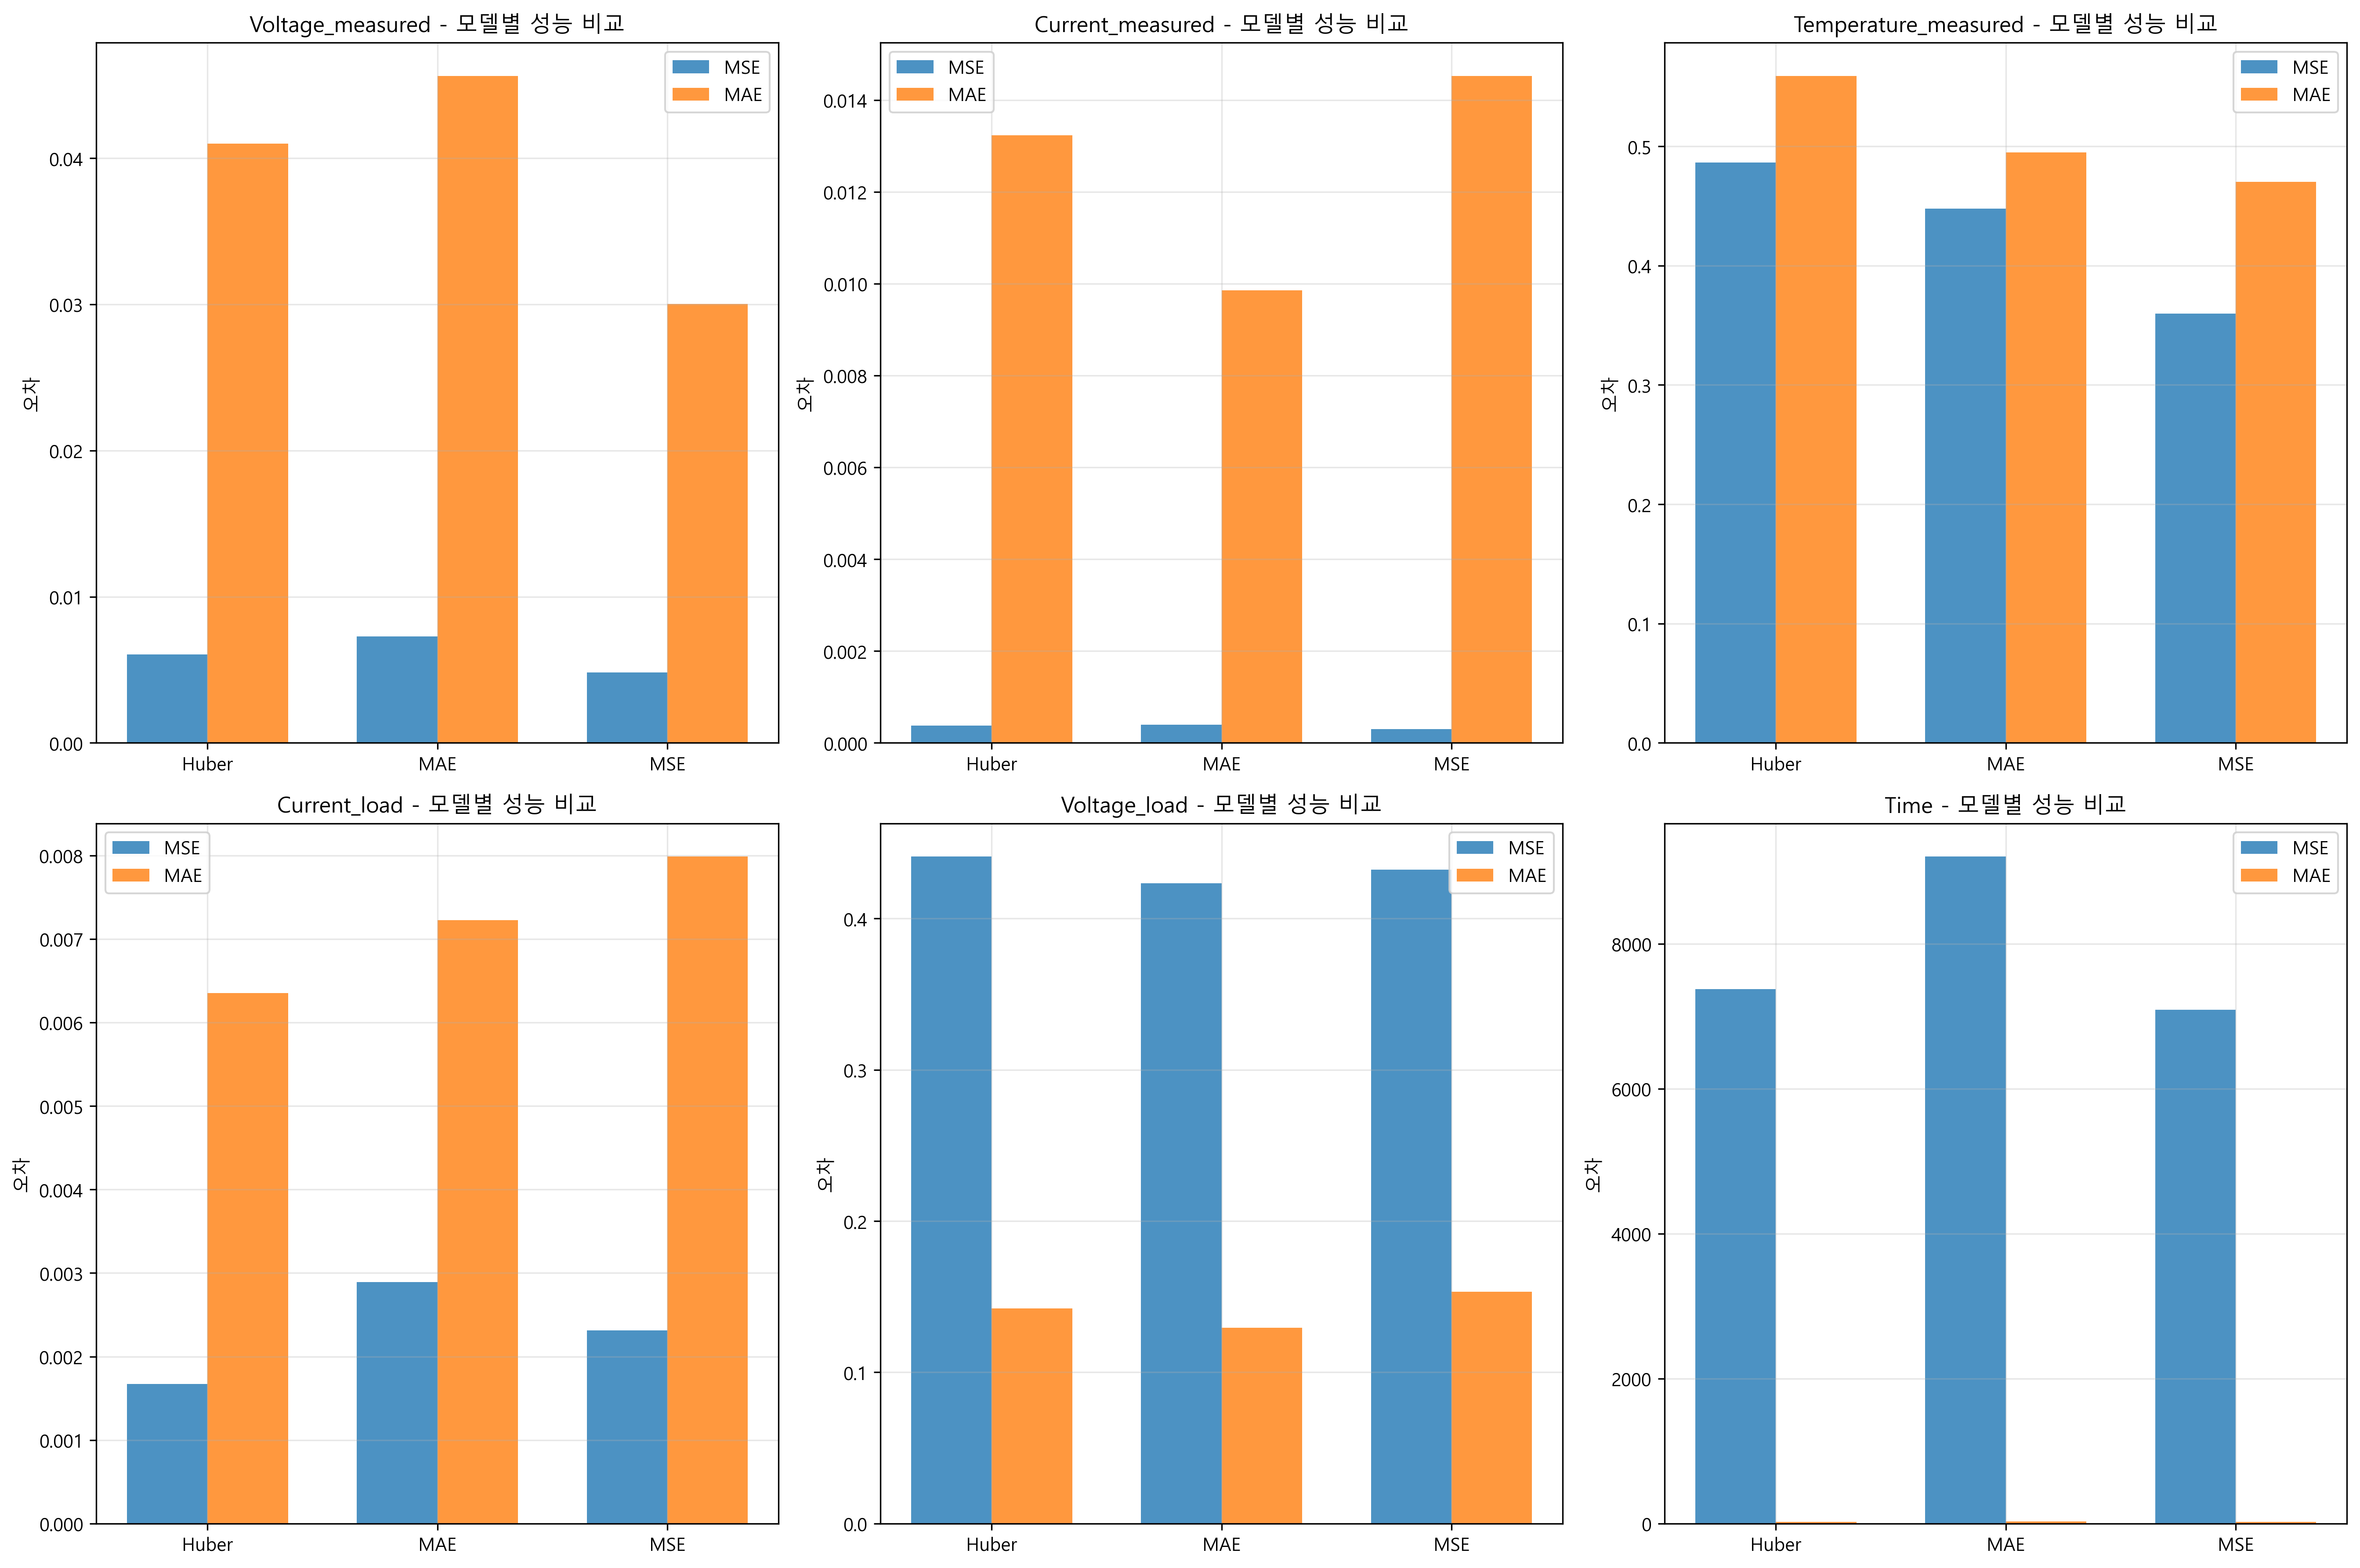 Voltage_measured - 모델별 성능 비교
MSE
MAE
오차
0.04
0.03
0.02
0.01
0.00
Huber
MAE
MSE
Current_measured - 모델별 성능 비교
MSE
MAE
오차
0.014
0.012
0.010
0.008
0.006
0.004
0.002
0.000
Huber
MAE
MSE
Temperature_measured - 모델별 성능 비교
MSE
MAE
오차
0.5
0.4
0.3
0.2
0.1
0.0
Huber
MAE
MSE
Current_load - 모델별 성능 비교
MSE
MAE
오차
0.008
0.007
0.006
0.005
0.004
0.003
0.002
0.001
0.000
Huber
MAE
MSE
Voltage_load - 모델별 성능 비교
MSE
MAE
오차
0.4
0.3
0.2
0.1
0.0
Huber
MAE
MSE
Time - 모델별 성능 비교
MSE
MAE
오차
8000
6000
4000
2000
0
Huber
MAE
MSE